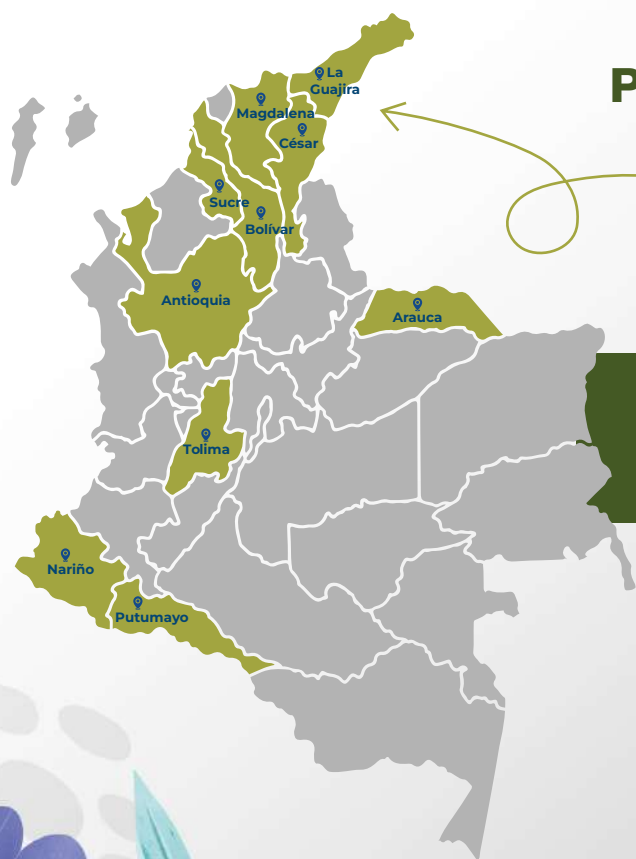 P
La
Guajira
Magdalena
César
Sucre
Bolívar
Antioquia
Arauca
Tolima
Nariño
Putumayo